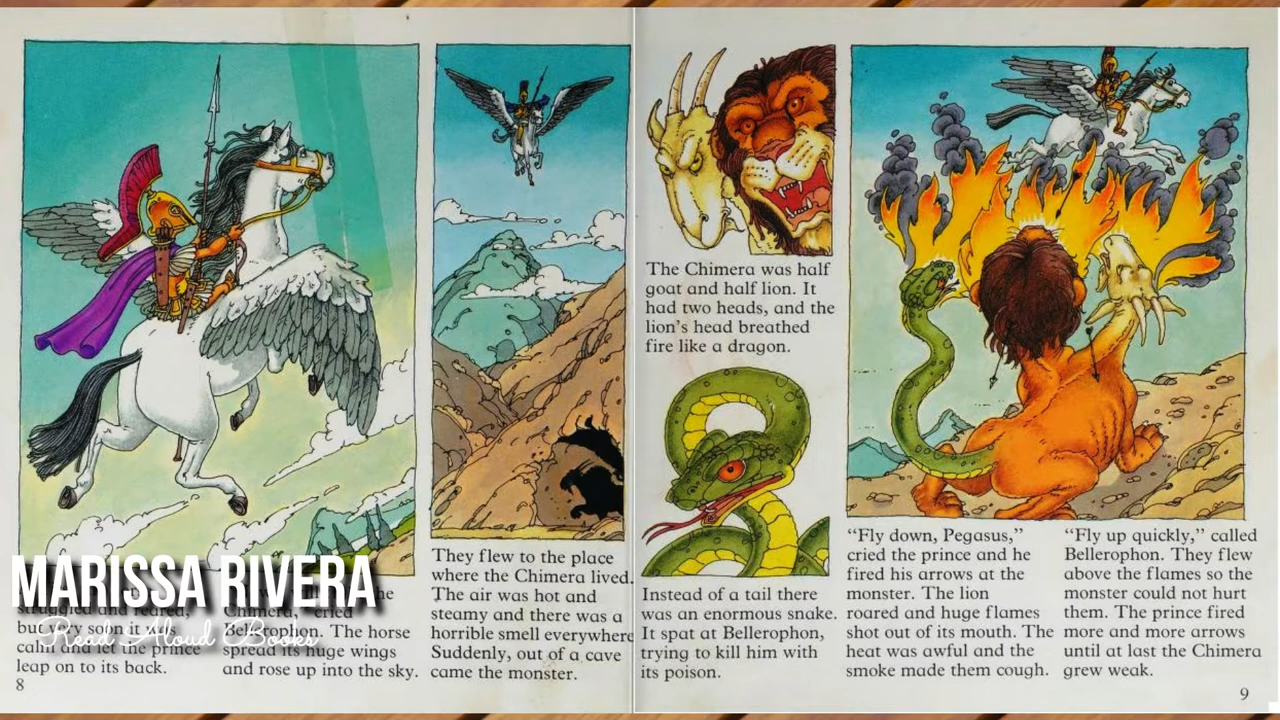 MARISSA RIVERA
Read Aloud Books
struggled and reared,
calm and let the prince
leap on to its back.
The horse
spread its huge wings
and rose up into the sky.
8
They flew to the place
where the Chimera lived.
The air was hot and
steamy and there was a
horrible smell everywhere
Suddenly, out of a cave
came the monster.
The Chimera was half
goat and half lion. It
had two heads, and the
lion's head breathed
fire like a dragon.
Instead of a tail there
was an enormous snake.
It spat at Bellerophon,
trying to kill him with
its poison.
“Fly down, Pegasus,”
cried the prince and he
fired his arrows at the
monster. The lion
roared and huge flames
shot out of its mouth. The
heat was awful and the
smoke made them cough.
“Fly up quickly,” called
Bellerophon. They flew
above the flames so the
monster could not hurt
them. The prince fired
more and more arrows
until at last the Chimera
grew weak.
9